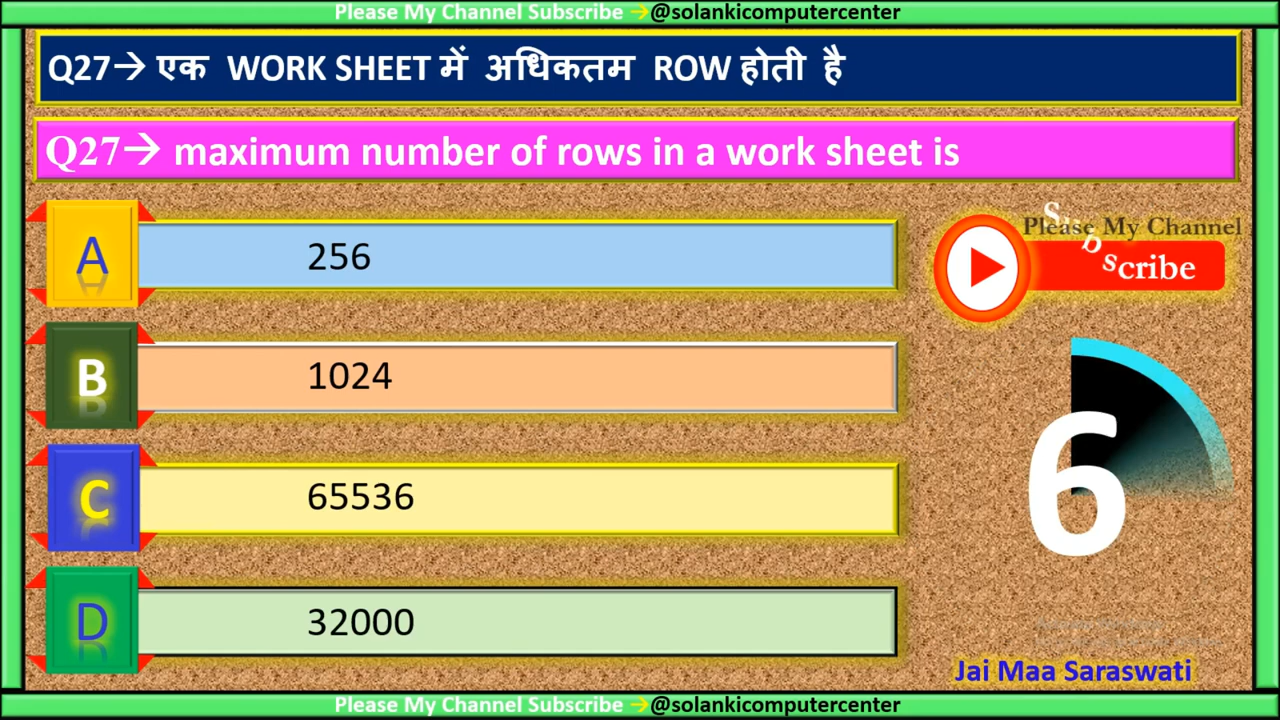 Please My Channel Subscribe →@solankicomputercenter
Q27→ एक WORK SHEET में अधिकतम ROW होती है
Q27→ maximum number of rows in a work sheet is
A 256
Please My Channel
Subscribe
B 1024
6
C 65536
D 32000
Jai Maa Saraswati
Please My Channel Subscribe →@solankicomputercenter